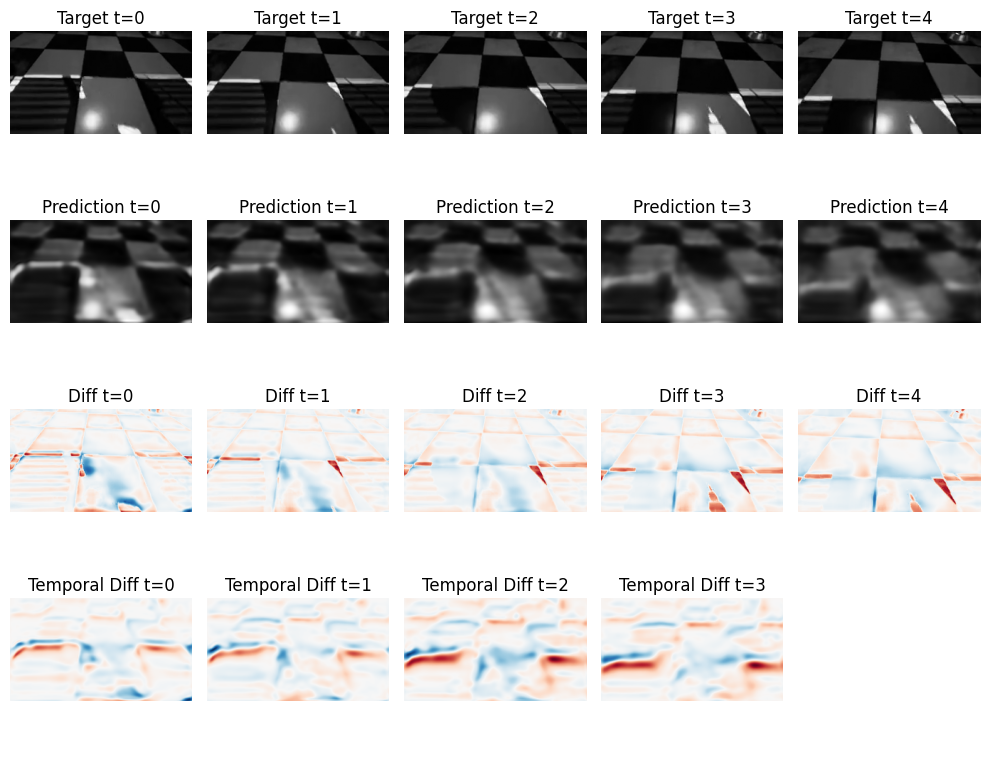 Target t=0 Target t=1 Target t=2 Target t=3 Target t=4
Prediction t=0 Prediction t=1 Prediction t=2 Prediction t=3 Prediction t=4
Diff t=0 Diff t=1 Diff t=2 Diff t=3 Diff t=4
Temporal Diff t=0 Temporal Diff t=1 Temporal Diff t=2 Temporal Diff t=3